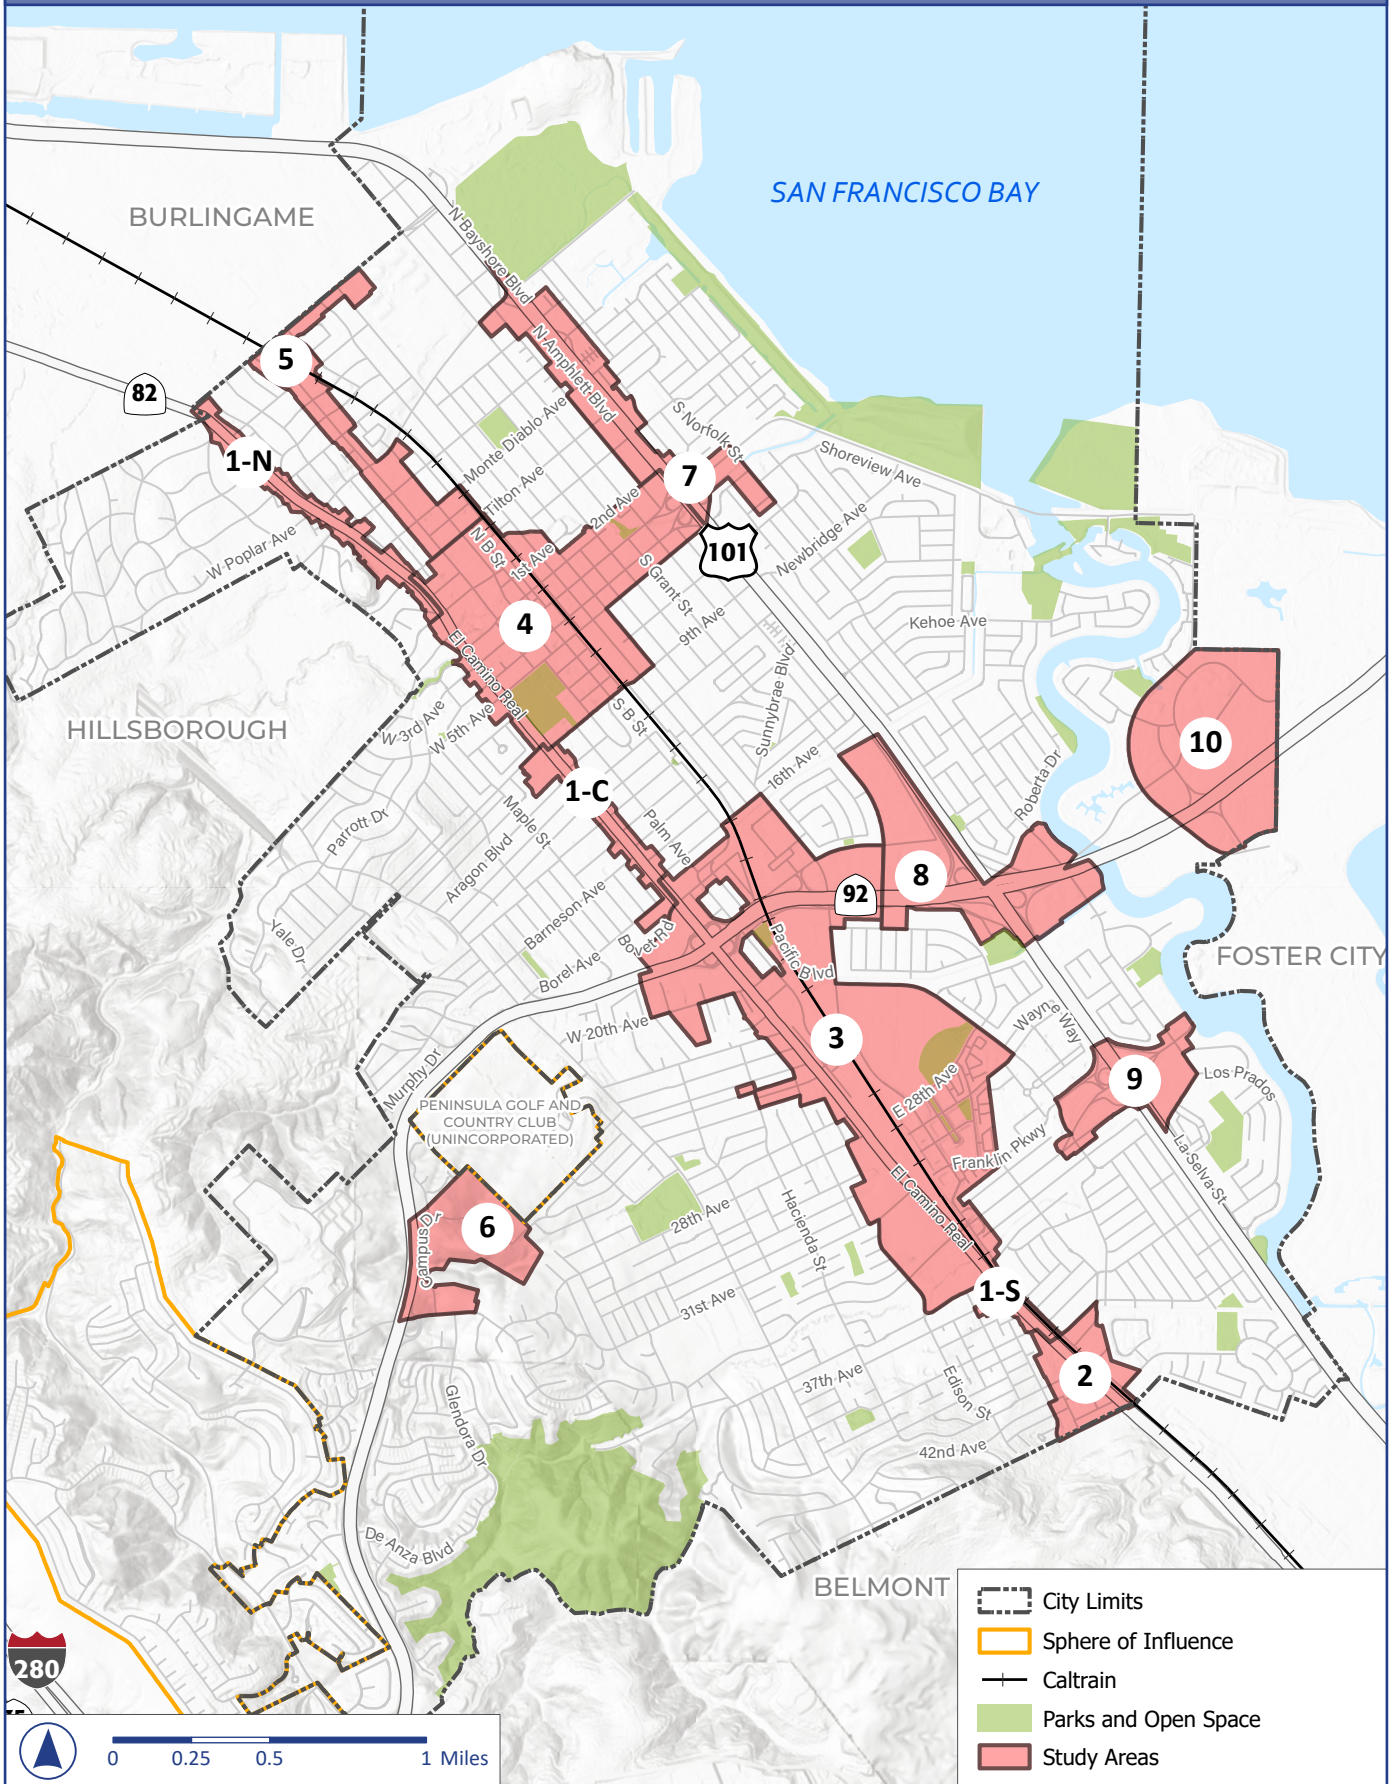 SAN FRANCISCO BAY
BURLINGAME
N Bayshore Blvd
5
82
N Amphlett Blvd
S Norfolk St
Monte Diablo Ave
Tilton Ave
Shoreview Ave
1-N
7
2nd Ave
N B St
1st Ave
W Poplar Ave
101
Newbridge Ave
S Grant St
4
9th Ave
Kehoe Ave
El Camino Real
Sunnybrae Blvd
S B St
W 3rd Ave
W 5th Ave
HILLSBOROUGH
10
16th Ave
Roberta Dr
1-C
Maple St
Palm Ave
Parrott Dr
Aragon Blvd
8
92
Barneson Ave
Bovet Rd
Yale Dr
Borel Ave
Pacific Blvd
FOSTER CITY
W 20th Ave
3
Wayne Way
Murphy Dr
E 28th Ave
9
Los Prados
PENINSULA GOLF AND
COUNTRY CLUB
(UNINCORPORATED)
Franklin Pkwy
La Selva St
El Camino Real
28th Ave
Hacienda St
Campus Dr
6
31st Ave
1-S
37th Ave
Edison St
2
Glendora Dr
42nd Ave
De Anza Blvd
BELMONT
City Limits
Sphere of Influence
Caltrain
Parks and Open Space
Study Areas
280
0 0.25 0.5 1 Miles